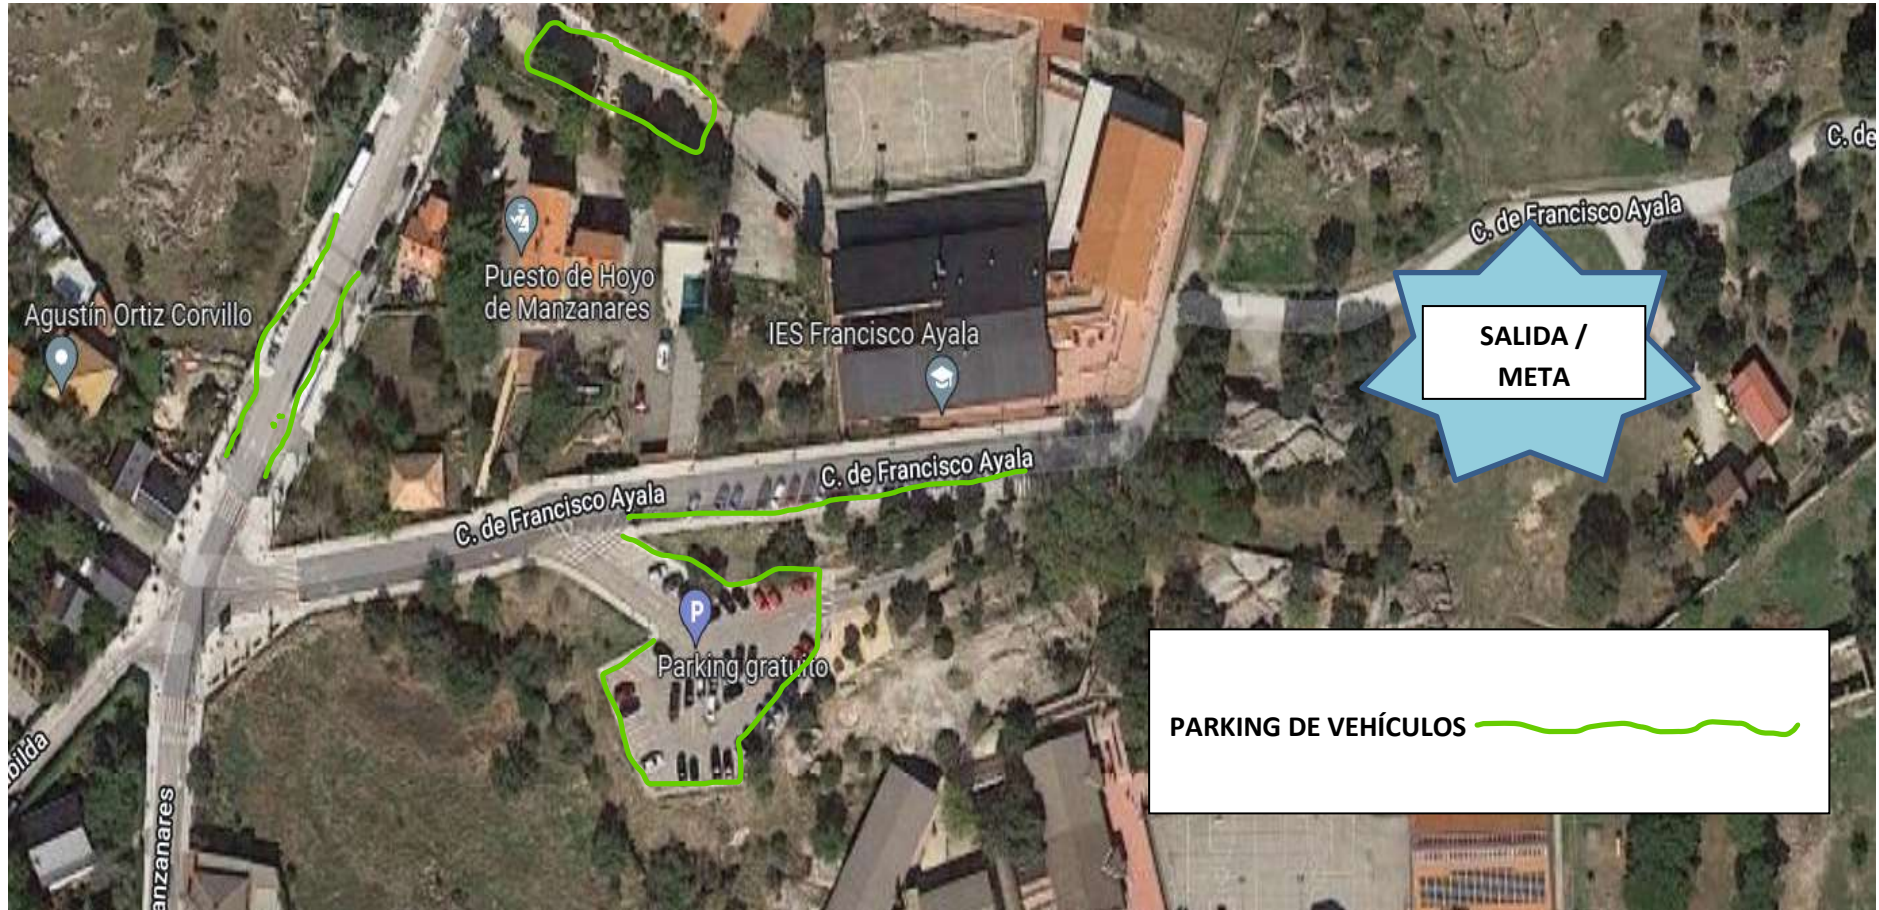 C. de
C. de Francisco Ayala
Puesto de Hoyo
de Manzanares
Agustín Ortiz Corvillo
IES Francisco Ayala
SALIDA /
META
C. de Francisco Ayala
C. de Francisco Ayala
P
Parking gratuito
PARKING DE VEHÍCULOS
bilda
anzanares